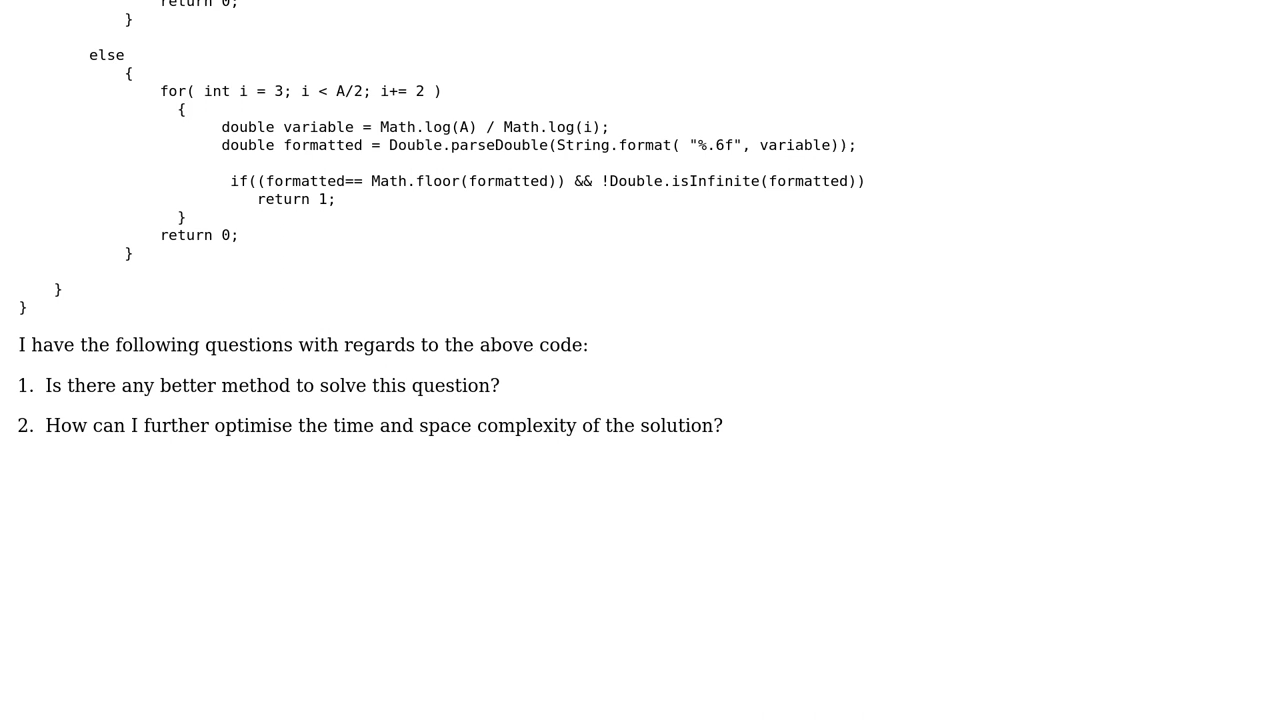 return 0;
}
else
{
for( int i = 3; i < A/2; i+= 2 )
{
double variable = Math.log(A) / Math.log(i);
double formatted = Double.parseDouble(String.format( "%.6f", variable));
if((formatted== Math.floor(formatted)) && !Double.isInfinite(formatted))
return 1;
}
return 0;
}
}
}
I have the following questions with regards to the above code:
1. Is there any better method to solve this question?
2. How can I further optimise the time and space complexity of the solution?